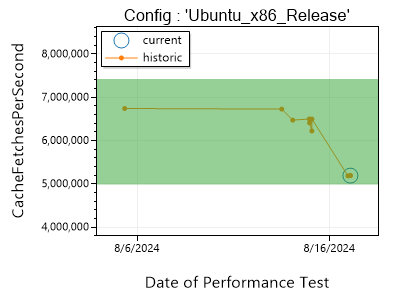 Config : 'Ubuntu_x86_Release'
current
historic
CacheFetchesPerSecond
8,000,000
7,000,000
6,000,000
5,000,000
4,000,000
8/6/2024
8/16/2024
Date of Performance Test